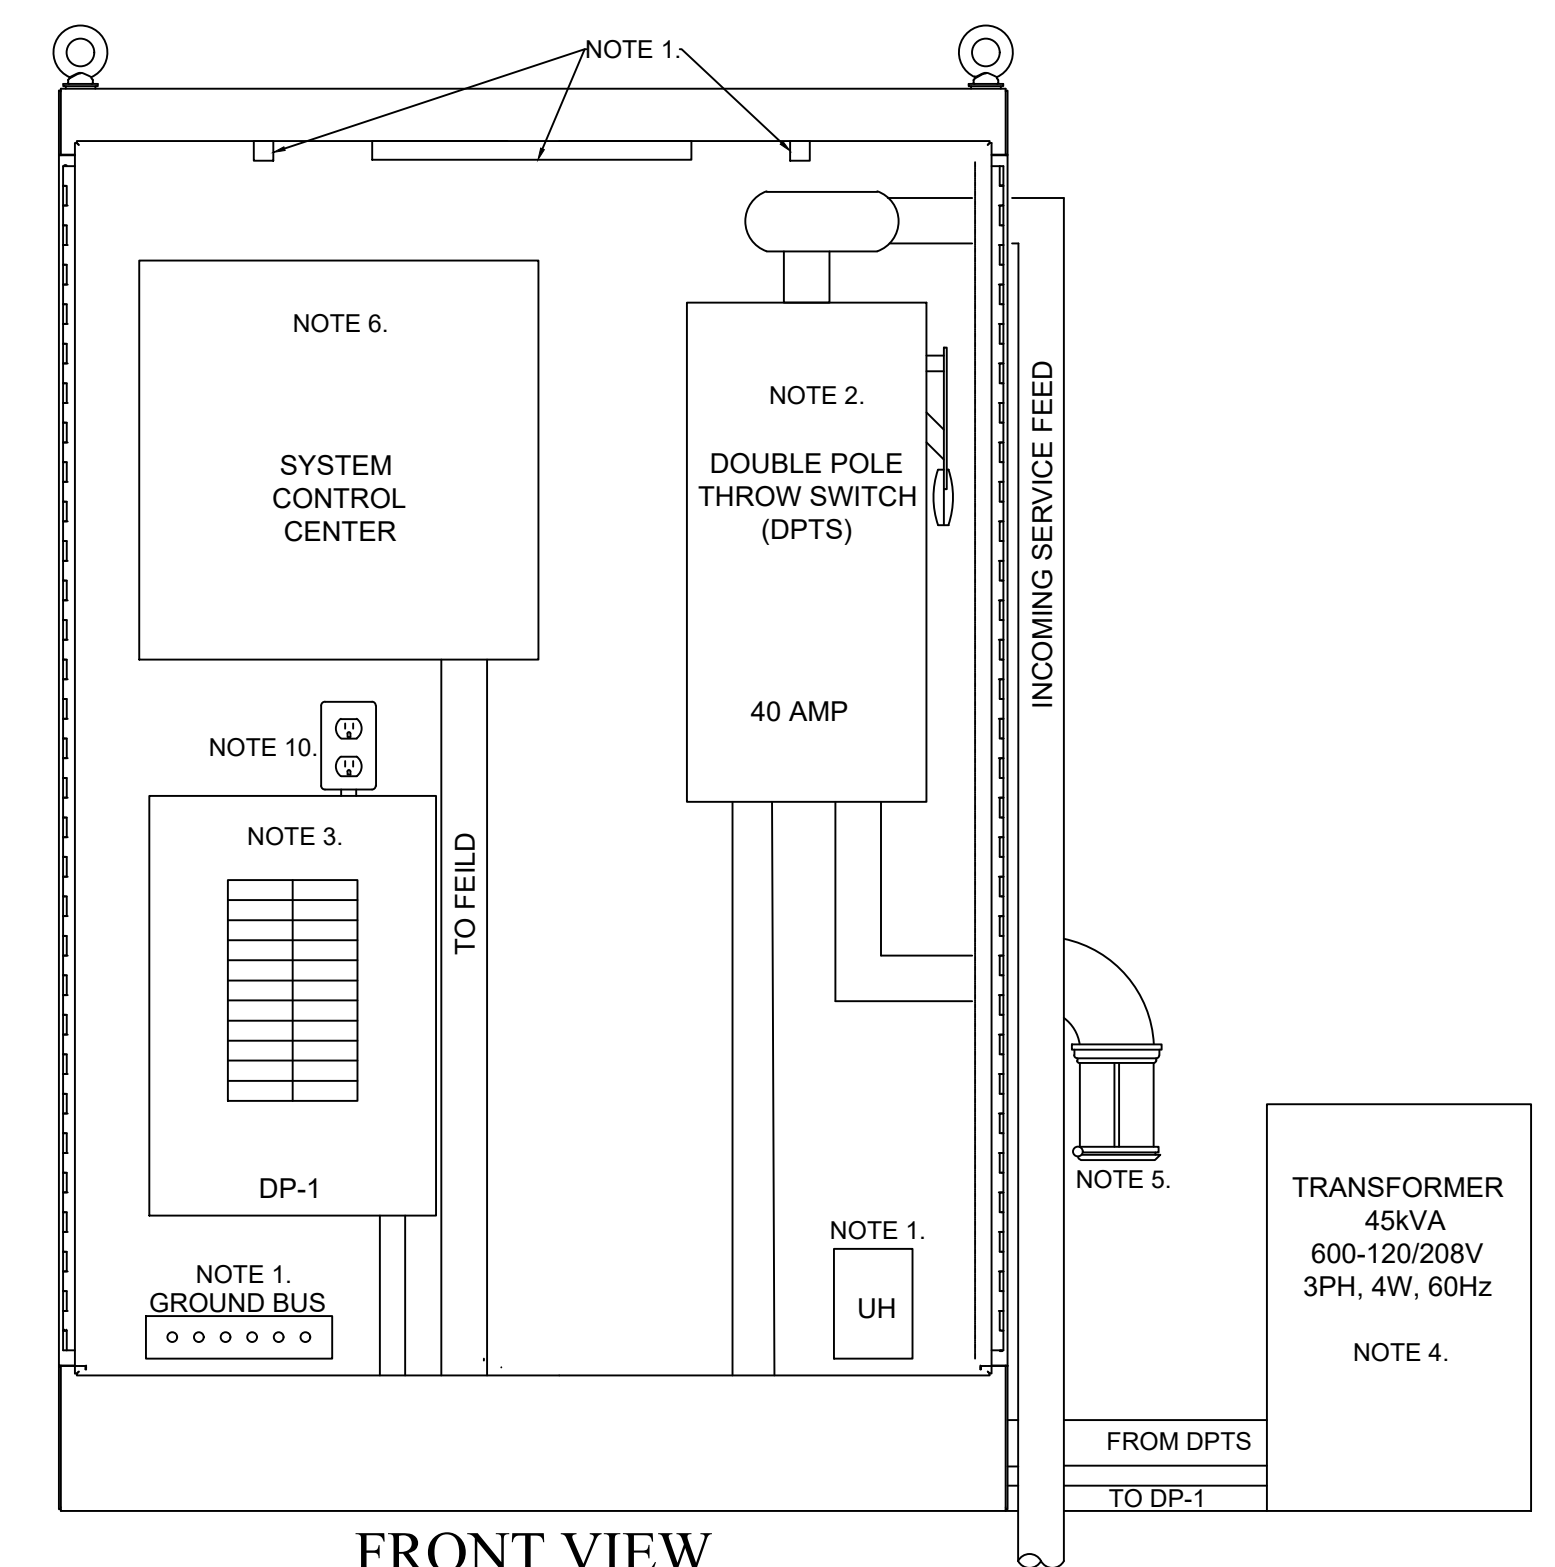 NOTE 1.
NOTE 6.
SYSTEM
CONTROL
CENTER
NOTE 2.
DOUBLE POLE
THROW SWITCH
(DPTS)
40 AMP
INCOMING SERVICE FEED
NOTE 10.
NOTE 3.
DP-1
TO FEILD
NOTE 1.
GROUND BUS
NOTE 1.
UH
NOTE 5.
TRANSFORMER
45kVA
600-120/208V
3PH, 4W, 60Hz
NOTE 4.
FROM DPTS
TO DP-1
FRONT VIEW